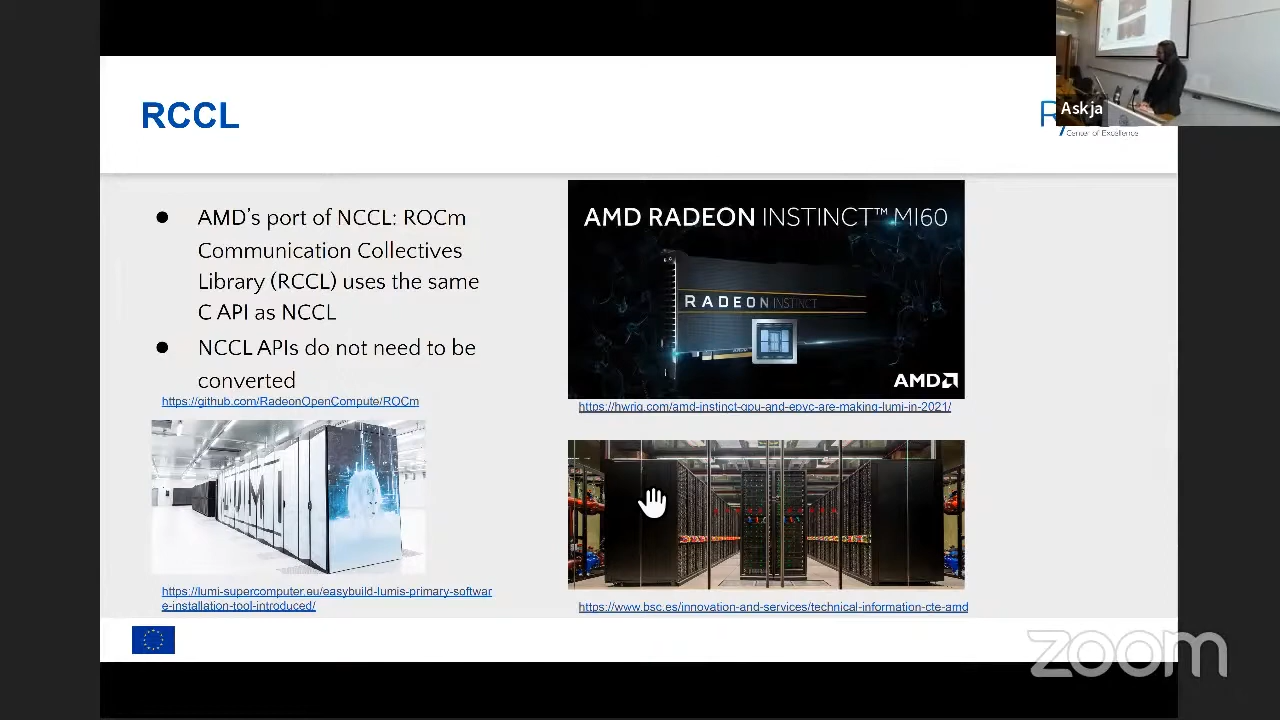 RCCL
Askja
Center of Excellence
● AMD's port of NCCL: ROCm
Communication Collectives
Library (RCCL) uses the same
C API as NCCL
● NCCL APIs do not need to be
converted
https://github.com/RadeonOpenCompute/ROCm
LUMI
https://lumi-supercomputer.eu/easybuild-lumis-primary-softwar
e-installation-tool-introduced/
AMD RADEON INSTINCT™ MI60
RADEON INSTINCT
AMD
https://hwrig.com/amd-instinct-gpu-and-epyc-are-making-lumi-in-2021/
https://www.bsc.es/innovation-and-services/technical-information-cte-amd
zoom